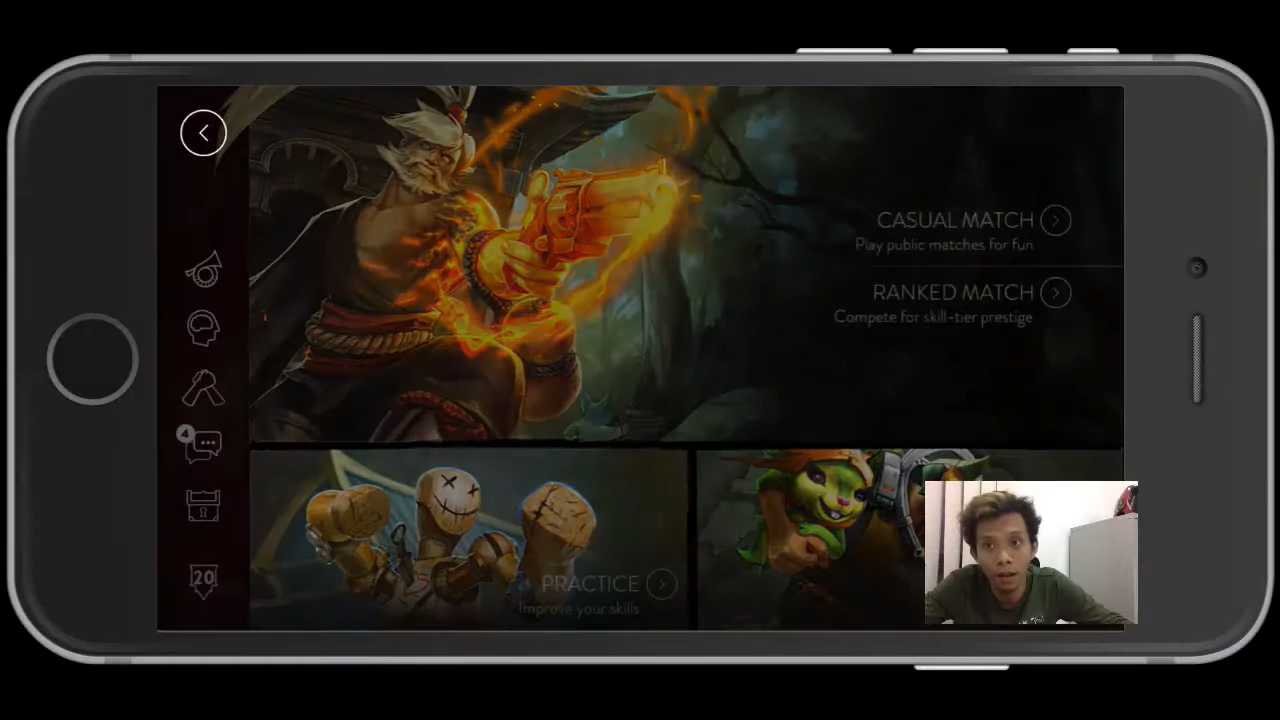 CASUAL MATCH
Play public matches for fun
RANKED MATCH
Compete for skill-tier prestige
4
20
PRACTICE
Improve your skills